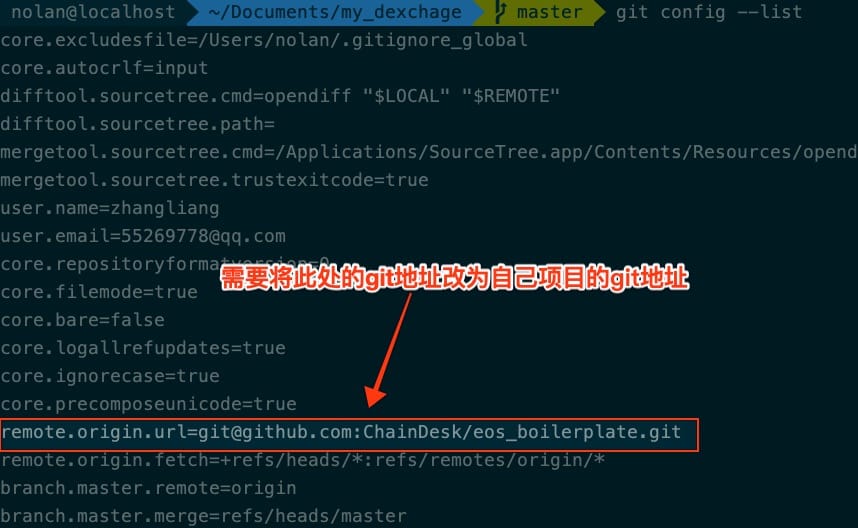 nolan@localhost ~/Documents/my_dexchage master git config --list
core.excludesfile=/Users/nolan/.gitignore_global
core.autocrlf=input
difftool.sourcetree.cmd=opendiff "$LOCAL" "$REMOTE"
difftool.sourcetree.path=
mergetool.sourcetree.cmd=/Applications/SourceTree.app/Contents/Resources/opend
mergetool.sourcetree.trustexitcode=true
user.name=zhangliang
user.email=55269778@qq.com
core.repositoryformatversion=0
需要将此处的git地址改为自己项目的git地址
core.filemode=true
core.bare=false
core.logallrefupdates=true
core.ignorecase=true
core.precomposeunicode=true
remote.origin.url=git@github.com:ChainDesk/eos_boilerplate.git
remote.origin.fetch=+refs/heads/*:refs/remotes/origin/*
branch.master.remote=origin
branch.master.merge=refs/heads/master